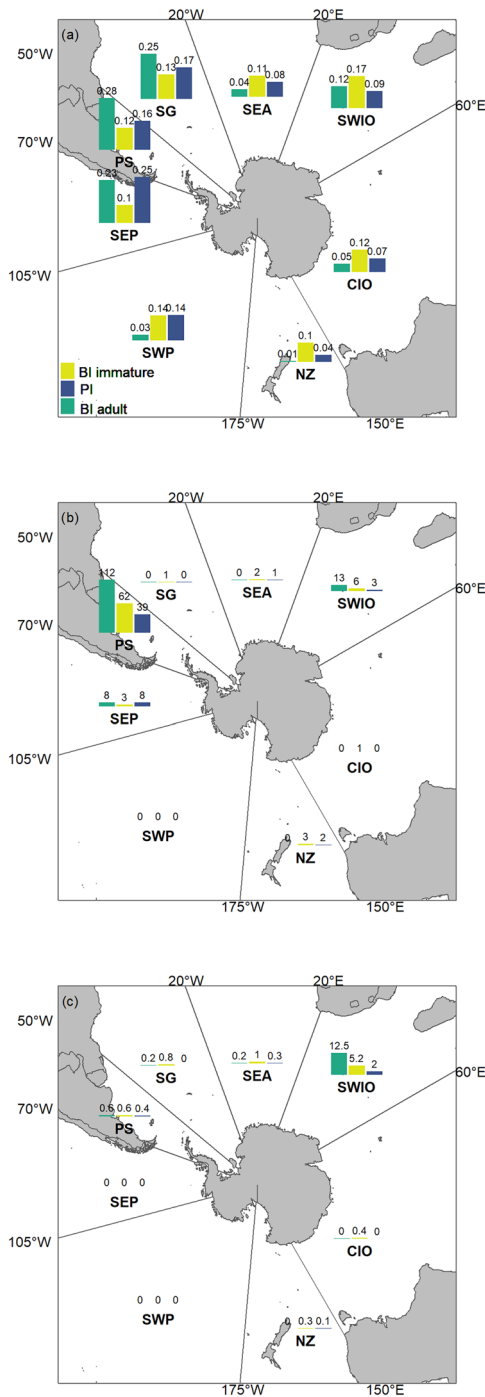 20°W 20°E
(a)
50°W
0.25 0.13 0.17
SG
0.04 0.11 0.08
SEA
0.12 0.17 0.09
SWIO
60°E
0.28 0.12 0.16
PS
70°W
0.23 0.1 0.25
SEP
0.05 0.12 0.07
CIO
105°W
0.03 0.14 0.14
SWP
0.01 0.1 0.04
NZ
BI immature
PI
BI adult
175°W 150°E
20°W 20°E
(b)
50°W
0 1 0
SG
0 2 1
SEA
13 6 3
SWIO
60°E
112 62 39
PS
70°W
8 3 8
SEP
0 1 0
CIO
105°W
0 0 0
SWP
0 3 2
NZ
175°W 150°E
20°W 20°E
(c)
50°W
0.2 0.8 0
SG
0.2 1 0.3
SEA
12.5 5.2 2
SWIO
60°E
0.6 0.6 0.4
PS
70°W
0 0 0
SEP
0 0.4 0
CIO
105°W
0 0 0
SWP
0 0.3 0.1
NZ
175°W 150°E